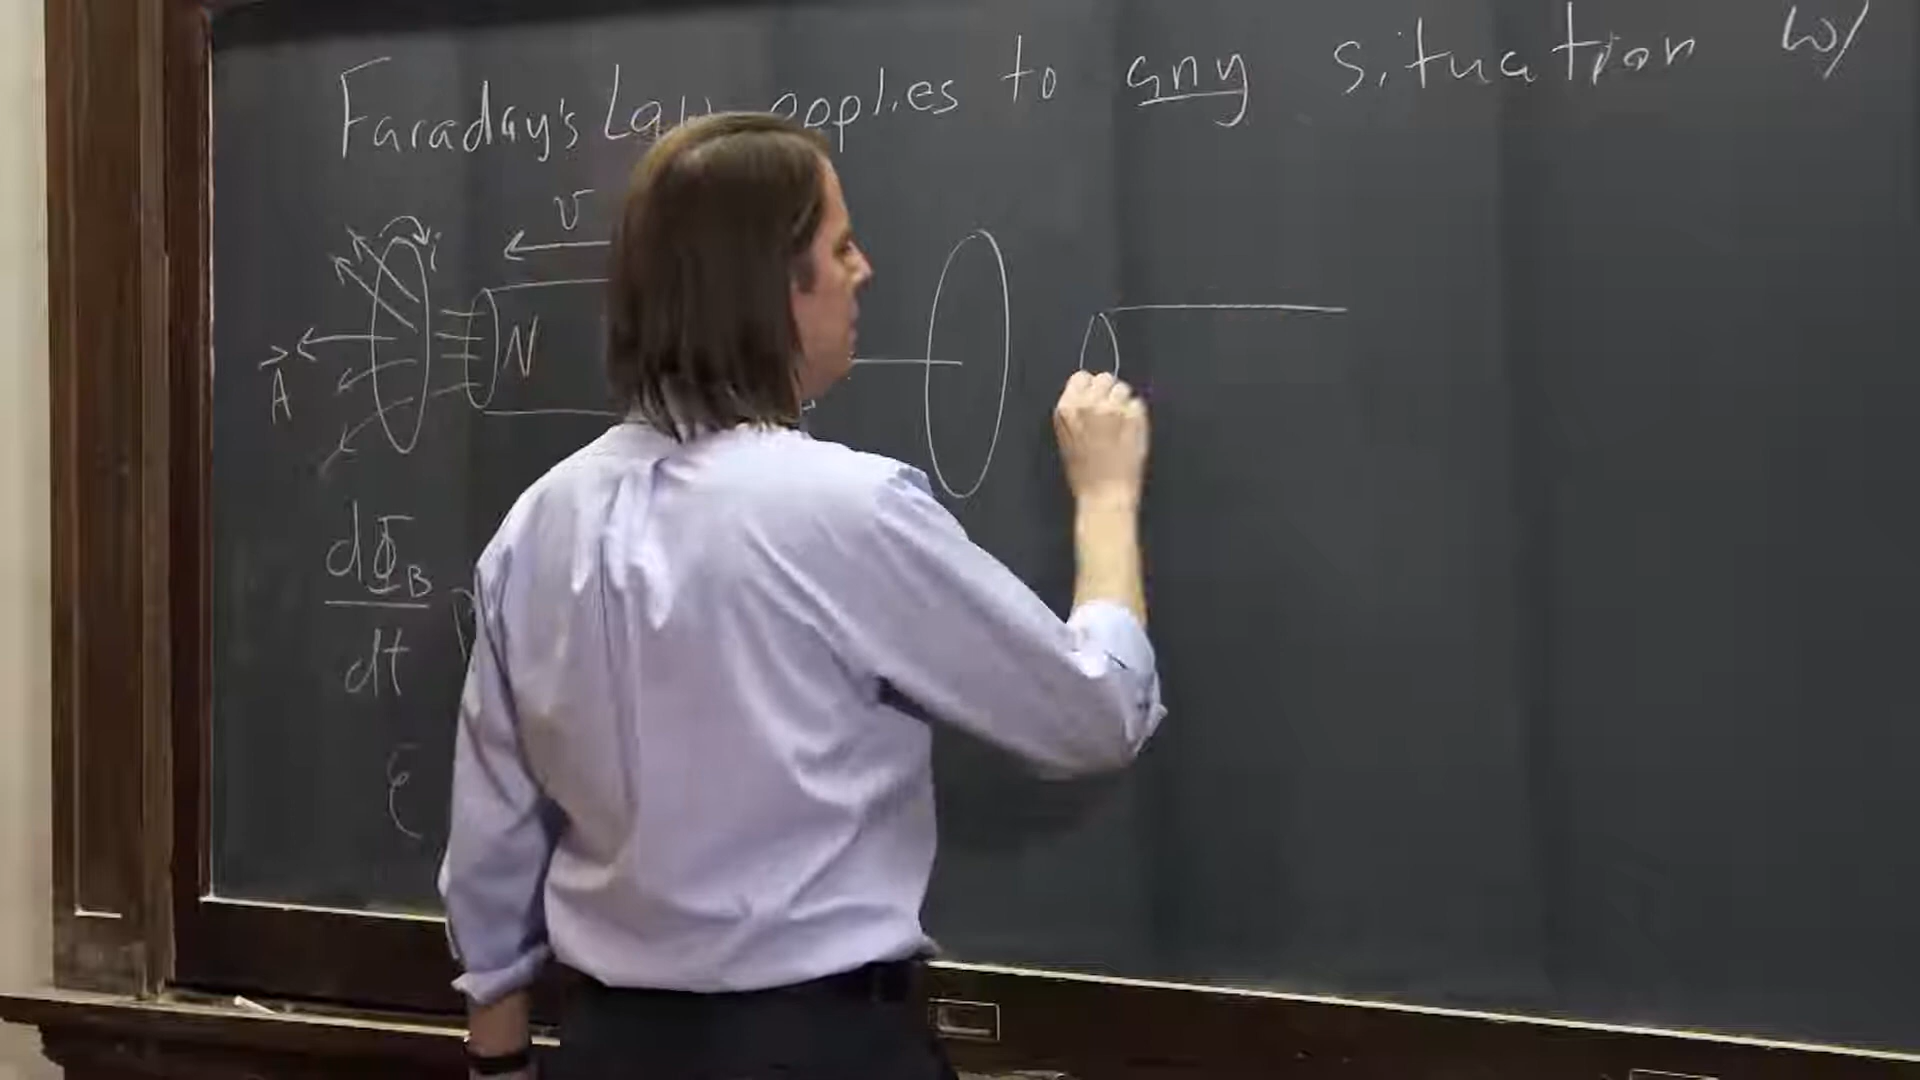 Faraday's Law applies to any situation w/
v
i
N
A
dΦB
dt
ε